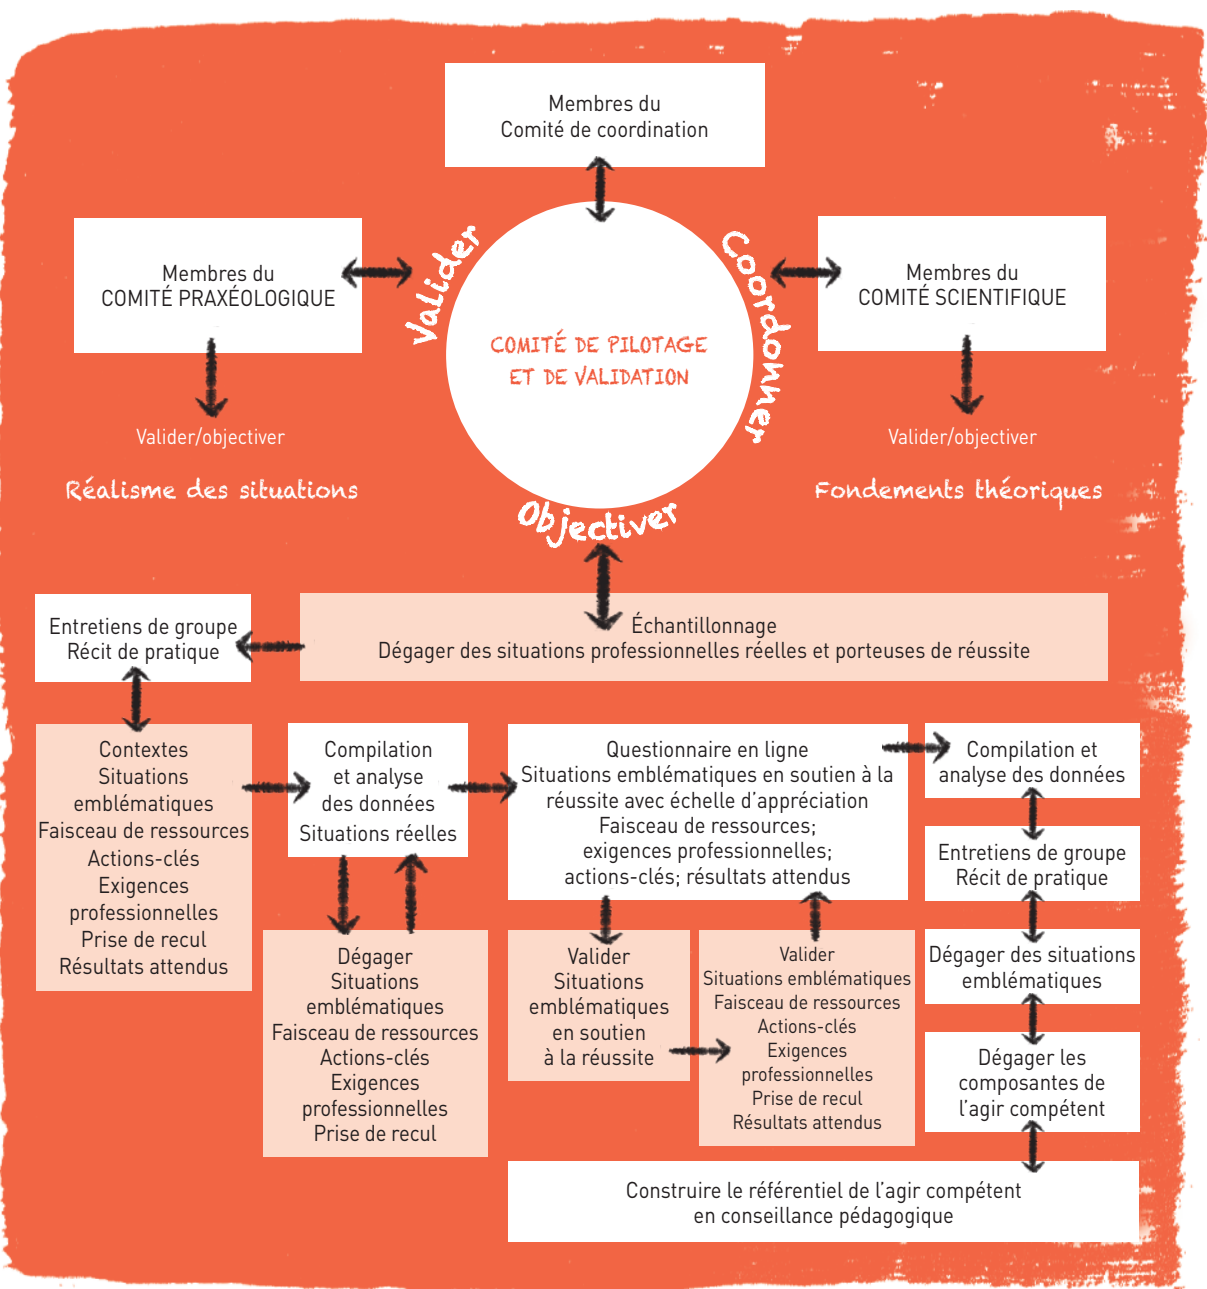 Membres du
Comité de coordination
Membres du
COMITÉ PRAXÉOLOGIQUE
Valider
Coordonner
Membres du
COMITÉ SCIENTIFIQUE
COMITÉ DE PILOTAGE
ET DE VALIDATION
Objectiver
Valider/objectiver
Réalisme des situations
Valider/objectiver
Fondements théoriques
Entretiens de groupe
Récit de pratique
Échantillonnage
Dégager des situations professionnelles réelles et porteuses de réussite
Contextes
Situations
emblématiques
Faisceau de ressources
Actions-clés
Exigences
professionnelles
Prise de recul
Résultats attendus
Compilation
et analyse
des données
Situations réelles
Dégager
Situations
emblématiques
Faisceau de ressources
Actions-clés
Exigences
professionnelles
Prise de recul
Questionnaire en ligne
Situations emblématiques en soutien à la
réussite avec échelle d’appréciation
Faisceau de ressources;
exigences professionnelles;
actions-clés; résultats attendus
Valider
Situations
emblématiques
en soutien
à la réussite
Valider
Situations emblématiques
Faisceau de ressources
Actions-clés
Exigences
professionnelles
Prise de recul
Résultats attendus
Compilation et
analyse des données
Entretiens de groupe
Récit de pratique
Dégager des situations
emblématiques
Dégager les
composantes de
l’agir compétent
Construire le référentiel de l’agir compétent
en conseillance pédagogique